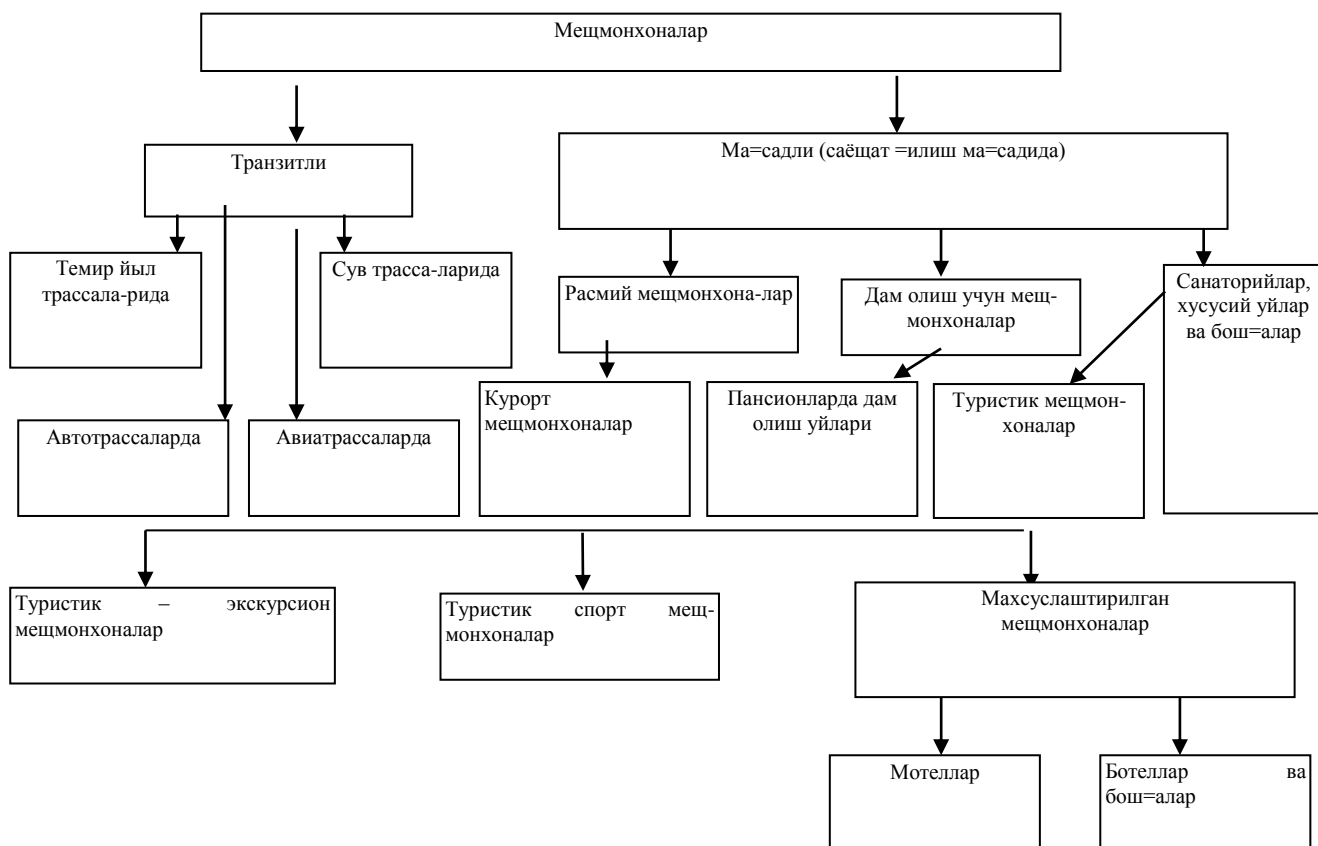 Мещмонхоналар
Транзитли
Ма=садли (саёщат =илиш ма=садида)
Темир йыл
трассала-рида
Сув трасса-ларида
Расмий мещмонхона-лар
Дам олиш учун мещ-
монхоналар
Санаторийлар,
хусусий уйлар
ва бош=алар
Автотрассаларда
Авиатрассаларда
Курорт
мещмонхоналар
Пансионларда дам
олиш уйлари
Туристик мещмон-
хоналар
Туристик – экскурсион
мещмонхоналар
Туристик спорт мещ-
монхоналар
Махсуслаштирилган
мещмонхоналар
Мотеллар
Ботеллар ва
бош=алар